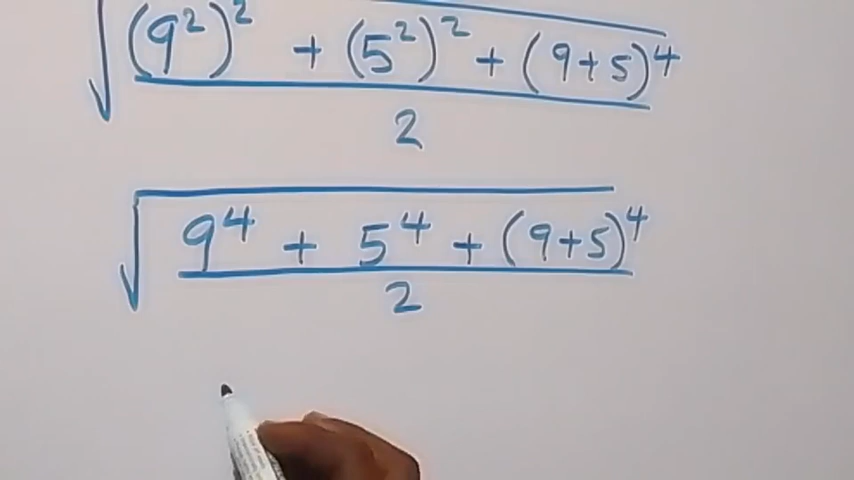 √((9²)² + (5²)² + (9+5)⁴ / 2)
√(9⁴ + 5⁴ + (9+5)⁴ / 2)